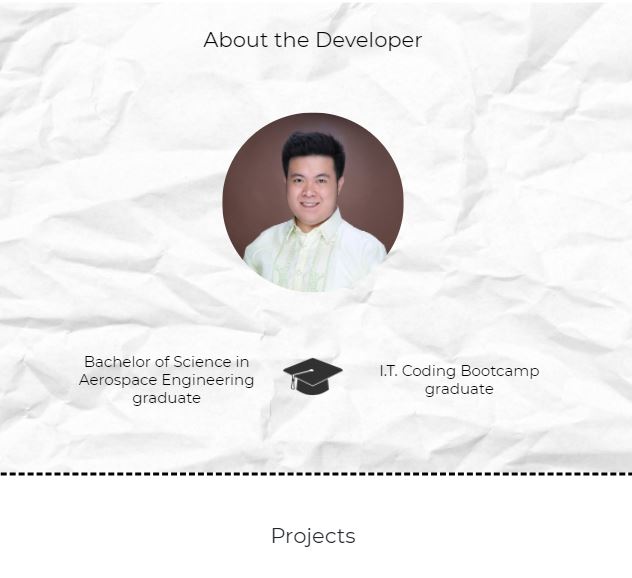 About the Developer
Bachelor of Science in
Aerospace Engineering
graduate
I.T. Coding Bootcamp
graduate
Projects